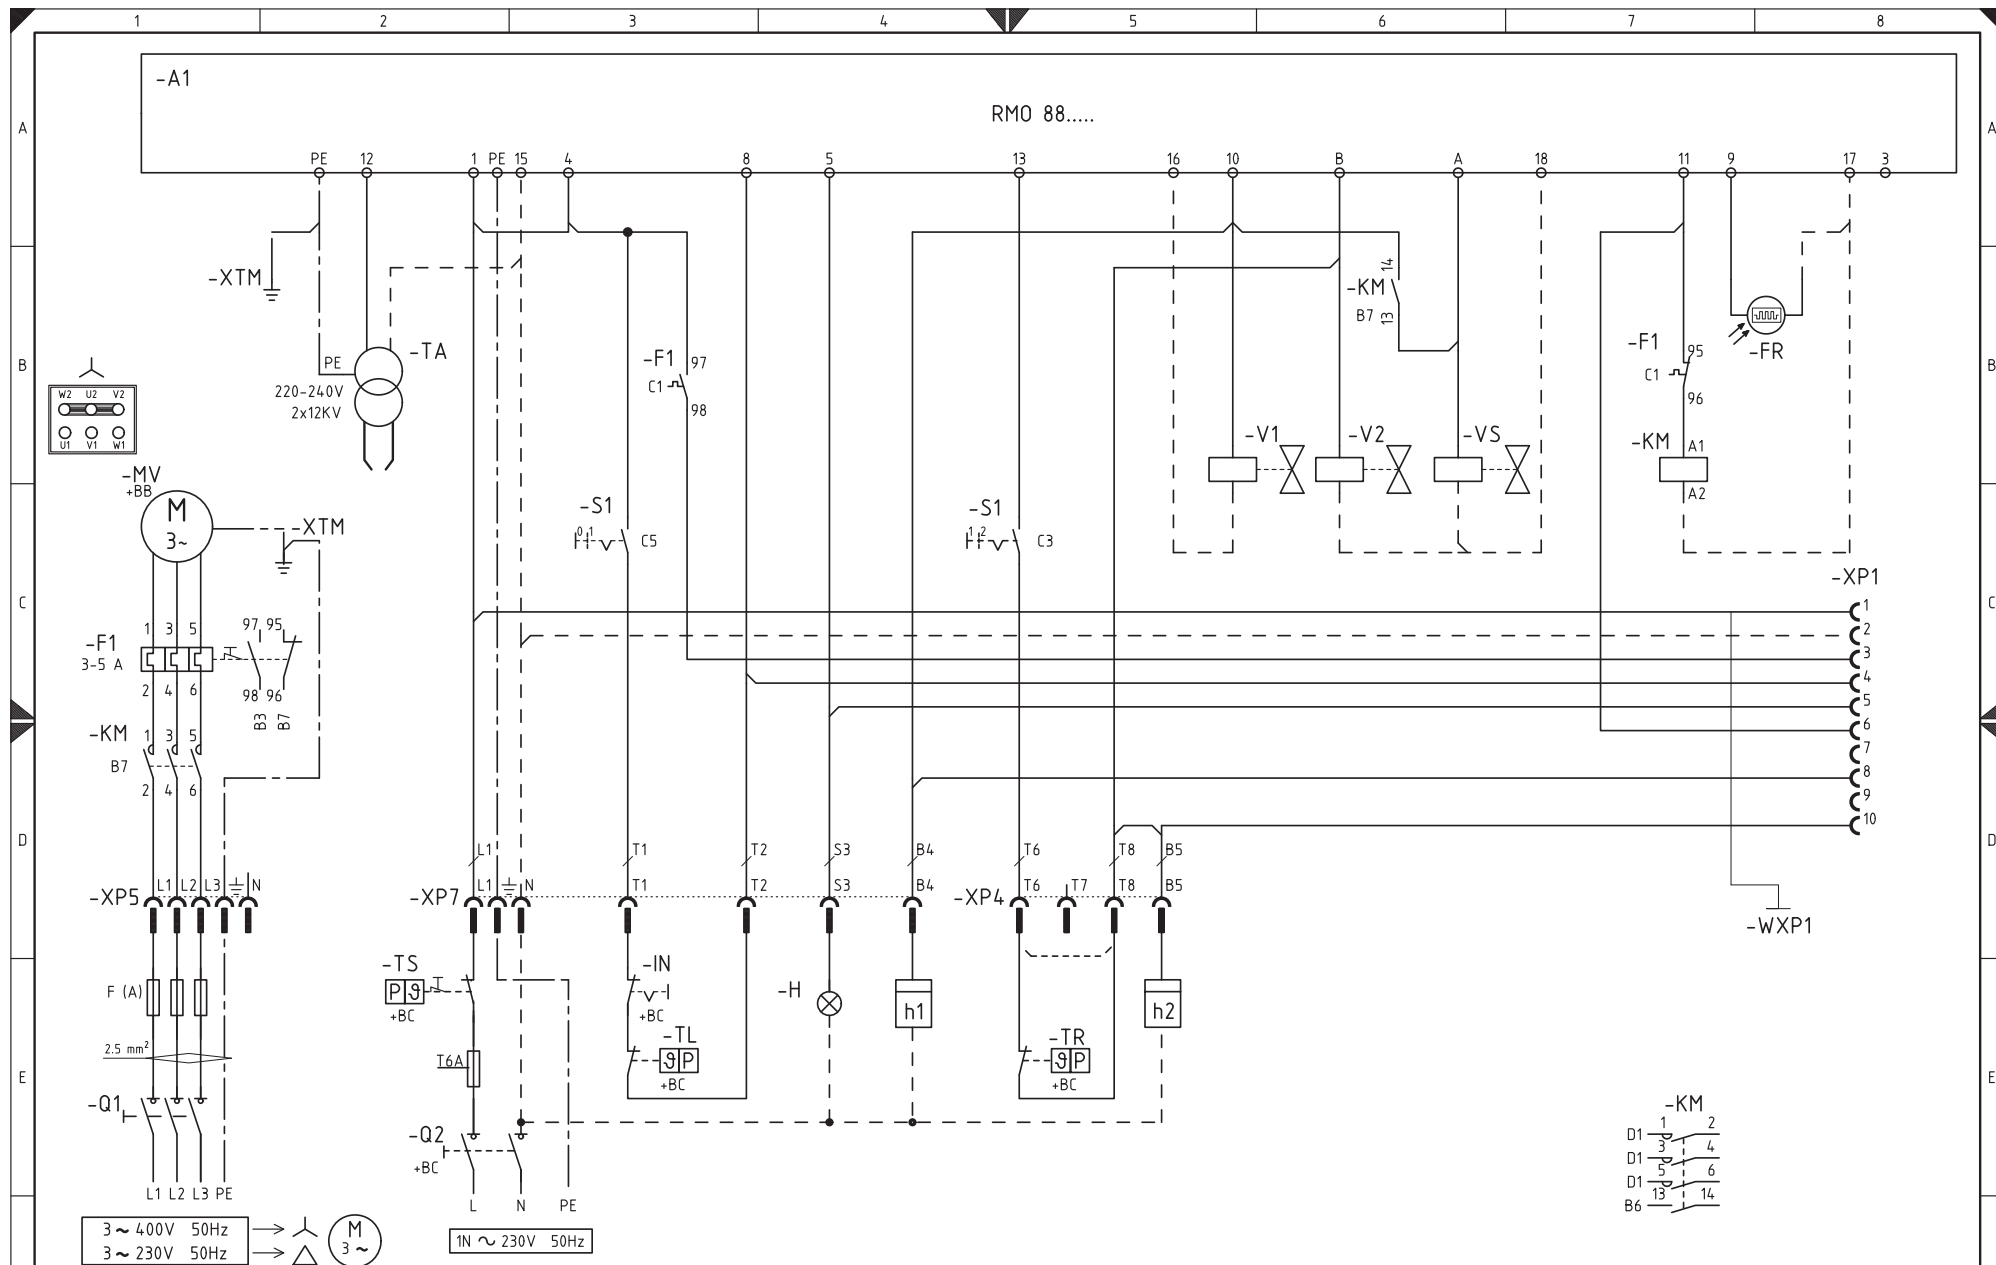 1 2 3 4 5 6 7 8
-A1
RMO 88.....
A A
PE 12 1 PE 15 4 8 5 13 16 10 B A 18 11 9 17 3
-XTM
14
-KM
B7 13
-TA
PE
220-240V
2x12KV
-F1 97
C1
98
-F1 95
C1
96
-FR
B B
W2 U2 V2
U1 V1 W1
-V1 -V2 -VS
-KM A1
A2
-MV
+BB
M
3~
-XTM
-S1
0 1
C5
-S1
1 2
C3
-XP1
C C
1
2
3
4
5
6
7
8
9
10
-F1
3-5 A
1 3 5
2 4 6
97 95
98 96
B3 B7
-KM
B7
1 3 5
2 4 6
D D
L1 T1 T2 S3 B4 T6 T8 B5
-XP5 L1 L2 L3 N
-XP7 L1 N T1 T2 S3 B4
-XP4 T6 T7 T8 B5
-WXP1
F (A)
-TS
P ϑ
+BC
-IN
+BC
-H
h1
h2
2.5 mm²
T6A
-TL
ϑ P
+BC
-TR
ϑ P
+BC
E E
-Q1
-Q2
+BC
L1 L2 L3 PE
L N PE
-KM
D1 1 2
D1 3 4
D1 5 6
B6 13 14
3~400V 50Hz
3~230V 50Hz
M
3~
1N ~ 230V 50Hz